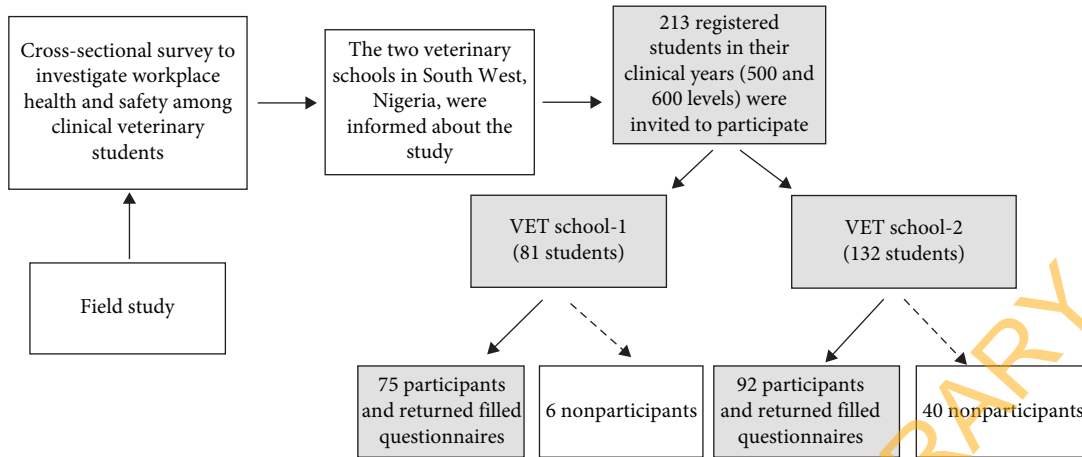 Cross-sectional survey to
investigate workplace
health and safety among
clinical veterinary
students
The two veterinary
schools in South West,
Nigeria, were
informed about the
study
213 registered
students in their
clinical years (500 and
600 levels) were
invited to participate
VET school-1
(81 students)
VET school-2
(132 students)
Field study
75 participants
and returned filled
questionnaires
6 nonparticipants
92 participants
and returned filled
questionnaires
40 nonparticipants
RARY